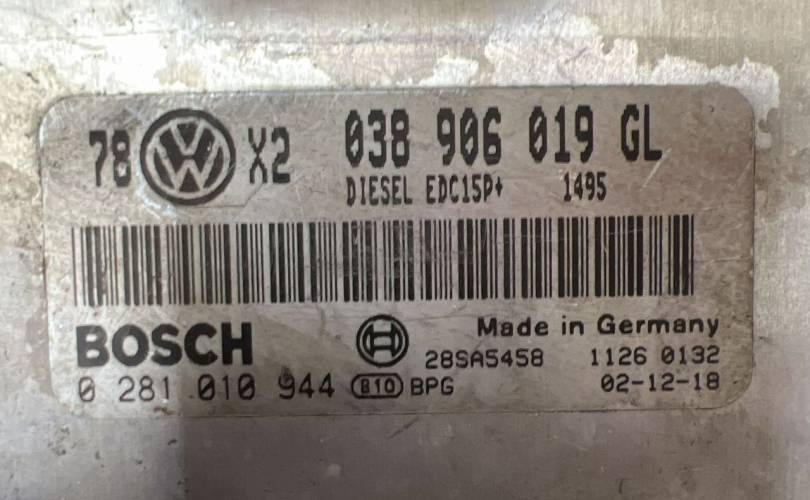 78 X2 038 906 019 GL
DIESEL EDC15P+ 1495
BOSCH Made in Germany
28SA5458 1126 0132
0 281 010 944 B10 BPG 02-12-18